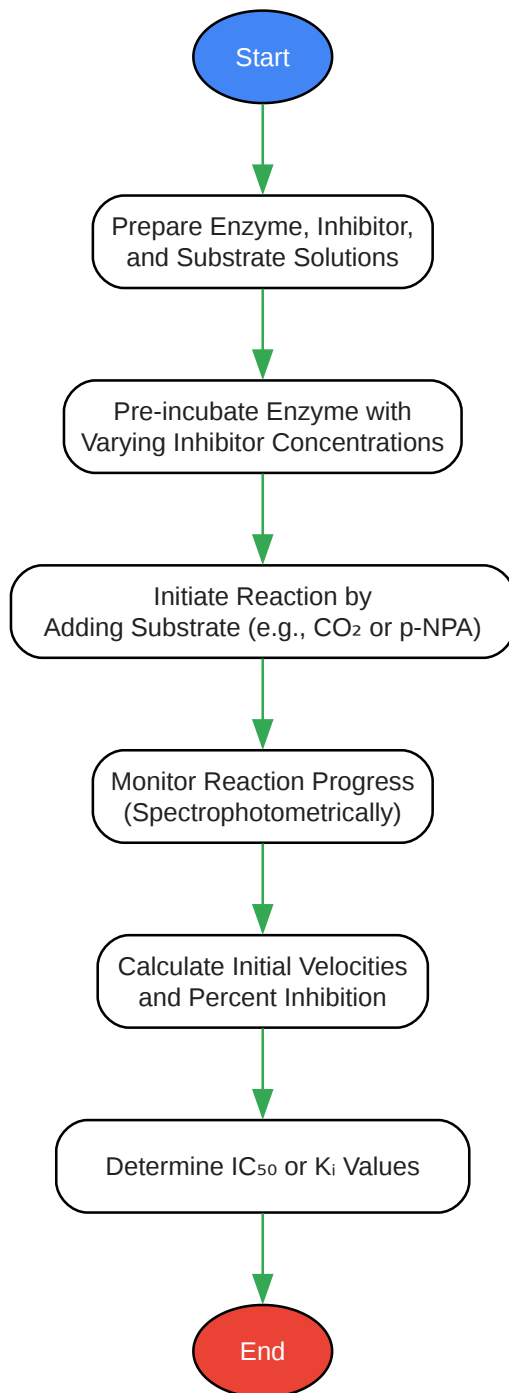 Start
Prepare Enzyme, Inhibitor,
and Substrate Solutions
Pre-incubate Enzyme with
Varying Inhibitor Concentrations
Initiate Reaction by
Adding Substrate (e.g., CO₂ or p-NPA)
Monitor Reaction Progress
(Spectrophotometrically)
Calculate Initial Velocities
and Percent Inhibition
Determine IC₅₀ or Kᵢ Values
End